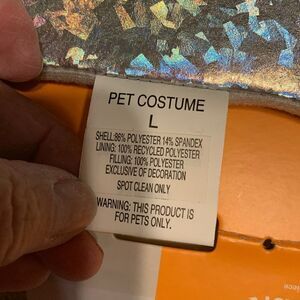 PET COSTUME
L
SHELL:86% POLYESTER 14% SPANDEX
LINING: 100% RECYCLED POLYESTER
FILLING: 100% POLYESTER
EXCLUSIVE OF DECORATION
SPOT CLEAN ONLY
WARNING: THIS PRODUCT IS
FOR PETS ONLY.